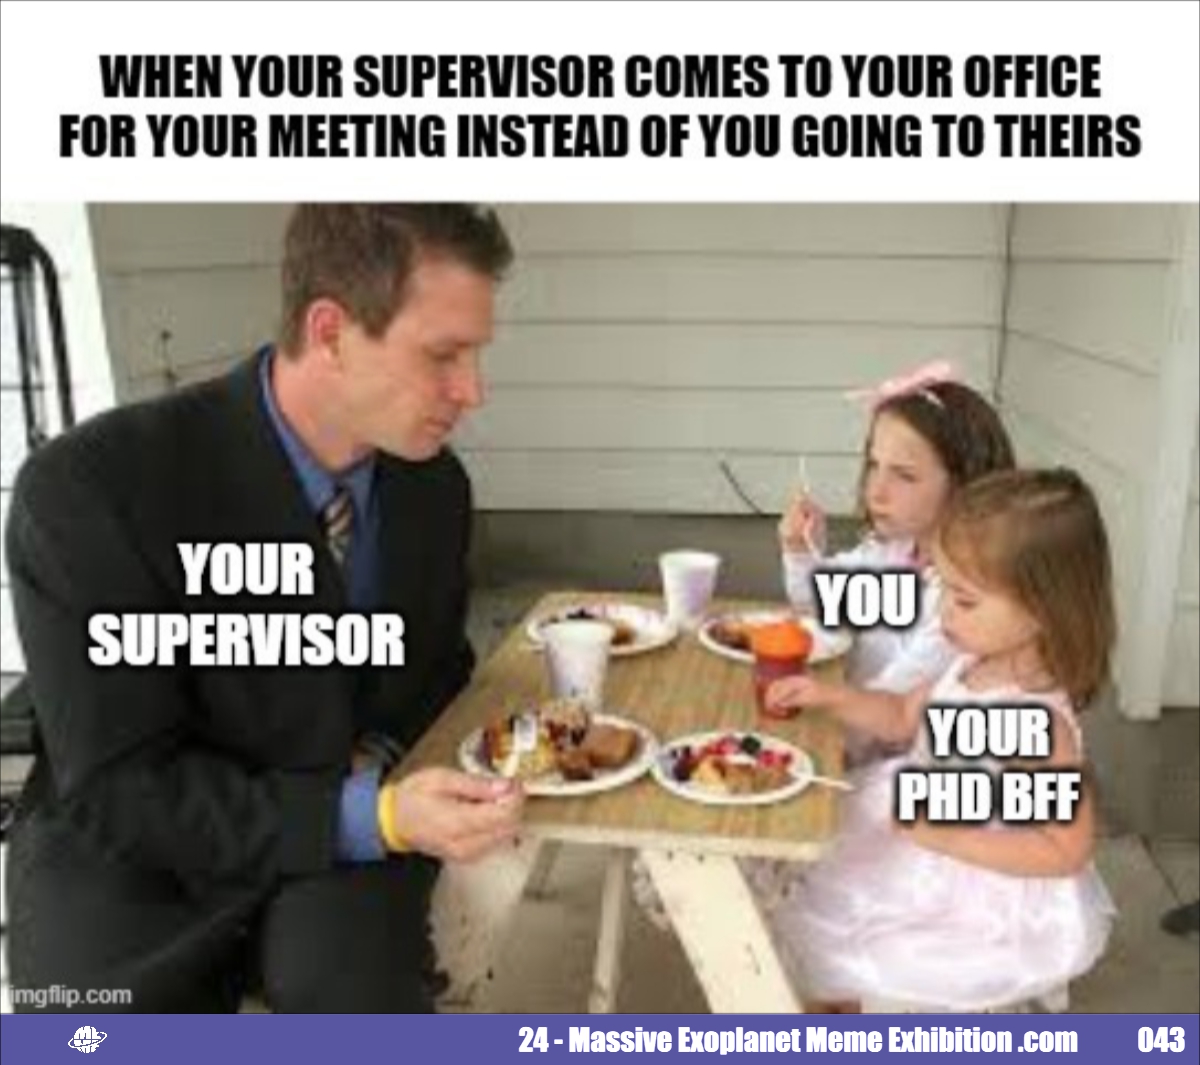 WHEN YOUR SUPERVISOR COMES TO YOUR OFFICE
FOR YOUR MEETING INSTEAD OF YOU GOING TO THEIRS
YOUR
SUPERVISOR
YOU
YOUR
PHD BFF
imgflip.com
24 - Massive Exoplanet Meme Exhibition .com
043